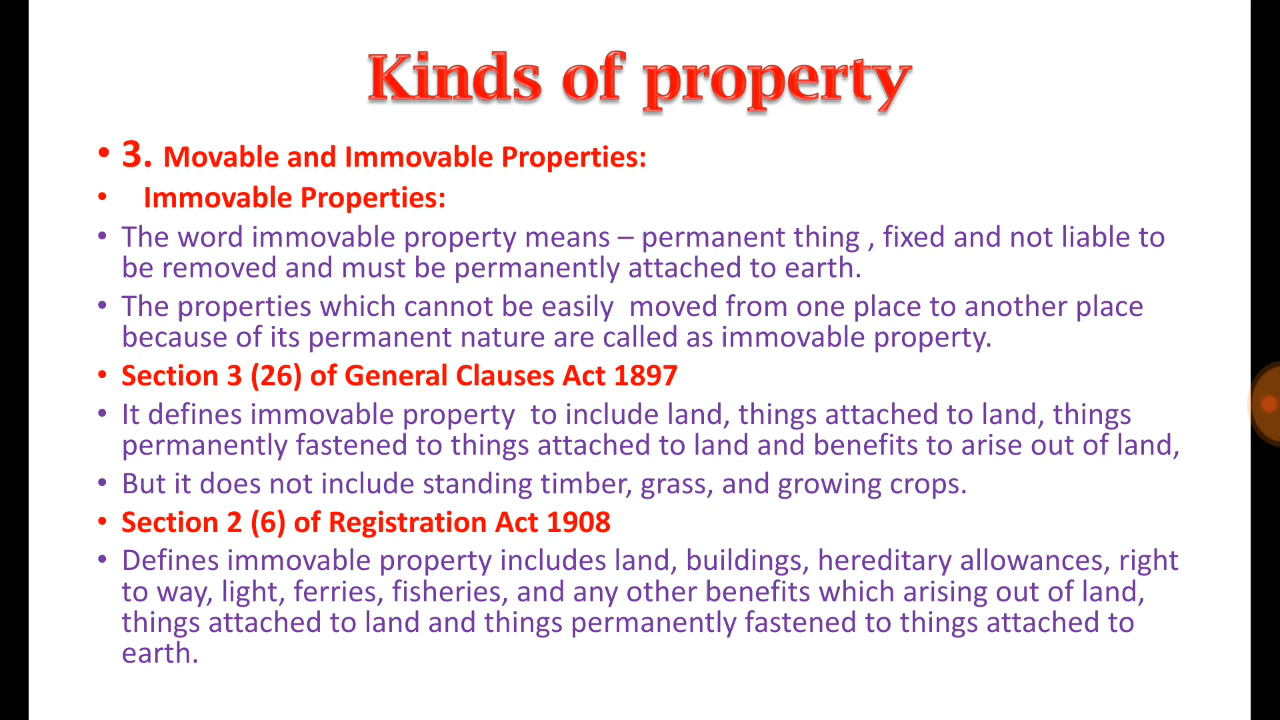 Kinds of property
• 3. Movable and Immovable Properties:
• Immovable Properties:
• The word immovable property means – permanent thing , fixed and not liable to
be removed and must be permanently attached to earth.
• The properties which cannot be easily  moved from one place to another place
because of its permanent nature are called as immovable property.
• Section 3 (26) of General Clauses Act 1897
• It defines immovable property  to include land, things attached to land, things
permanently fastened to things attached to land and benefits to arise out of land,
• But it does not include standing timber, grass, and growing crops.
• Section 2 (6) of Registration Act 1908
• Defines immovable property includes land, buildings, hereditary allowances, right
to way, light, ferries, fisheries, and any other benefits which arising out of land,
things attached to land and things permanently fastened to things attached to
earth.